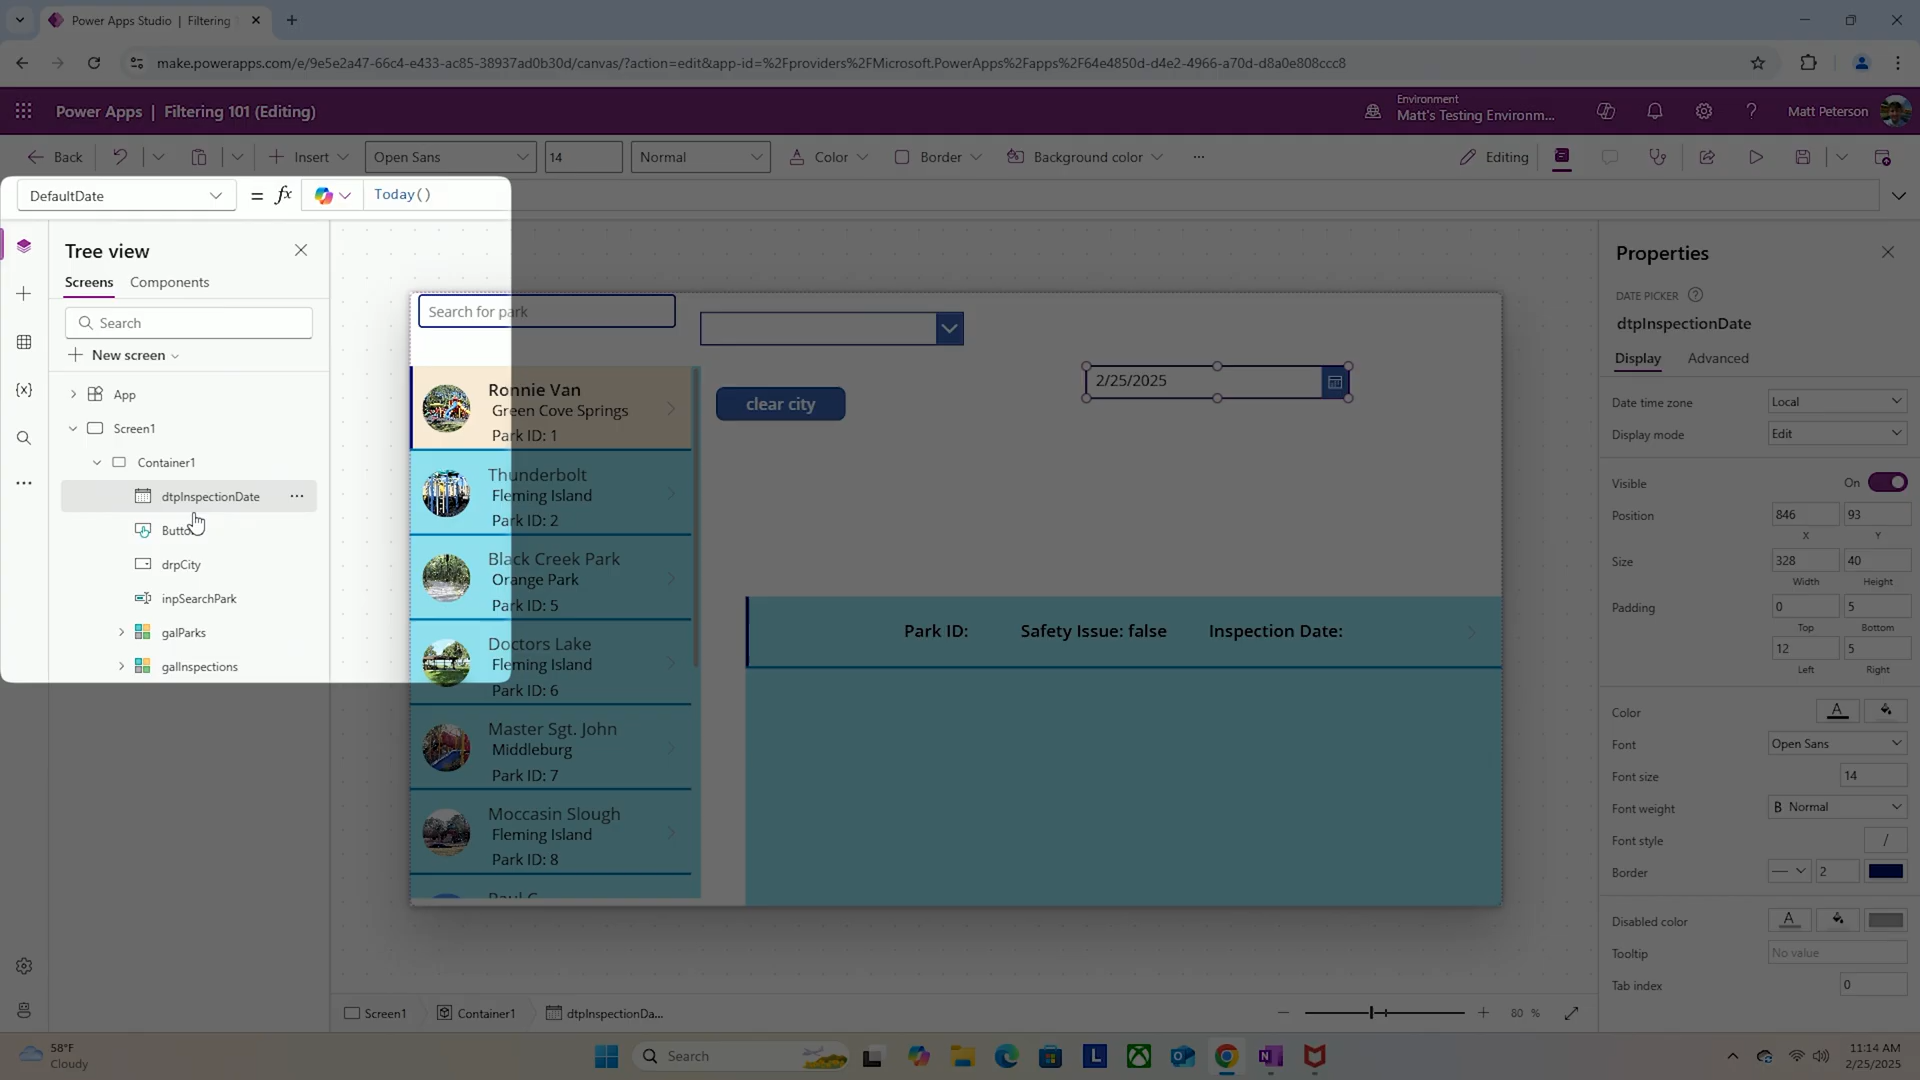 Power Apps Studio | Filtering
make.powerapps.com/e/9e5e2a47-66c4-e433-ac85-38937ad0b30d/canvas/?action=edit&app-id=%2Fproviders%2FMicrosoft.PowerApps%2Fapps%2F64e4850d-d4e2-4966-a70d-d8a0e808ccc8
Power Apps | Filtering 101 (Editing)
Environment
Matt's Testing Environm...
Matt Peterson
Back
Insert
Open Sans
14
Normal
Color
Border
Background color
...
Editing
DefaultDate
= fx
Today()
Tree view
Screens
Components
Search
New screen
App
Screen1
Container1
dtpInspectionDate
...
drpCity
inpSearchPark
galParks
galInspections
Search for park
2/25/2025
clear city
Ronnie Van
Green Cove Springs
Park ID: 1
Thunderbolt
Fleming Island
Park ID: 2
Black Creek Park
Orange Park
Park ID: 5
Doctors Lake
Fleming Island
Park ID: 6
Master Sgt. John
Middleburg
Park ID: 7
Moccasin Slough
Fleming Island
Park ID: 8
Park ID: Safety Issue: false Inspection Date:
Properties
DATE PICKER
dtpInspectionDate
Display
Advanced
Date time zone
Local
Display mode
Edit
Visible
On
Position
846
93
X
Y
Size
328
40
Width
Height
Padding
0
5
Top
Bottom
12
5
Left
Right
Color
Font
Open Sans
Font size
14
Font weight
B Normal
Font style
/
Border
2
Disabled color
Tooltip
No value
Tab index
0
Screen1
Container1
dtpInspectionDa...
80 %
58°F
Cloudy
Search
11:14 AM
2/25/2025